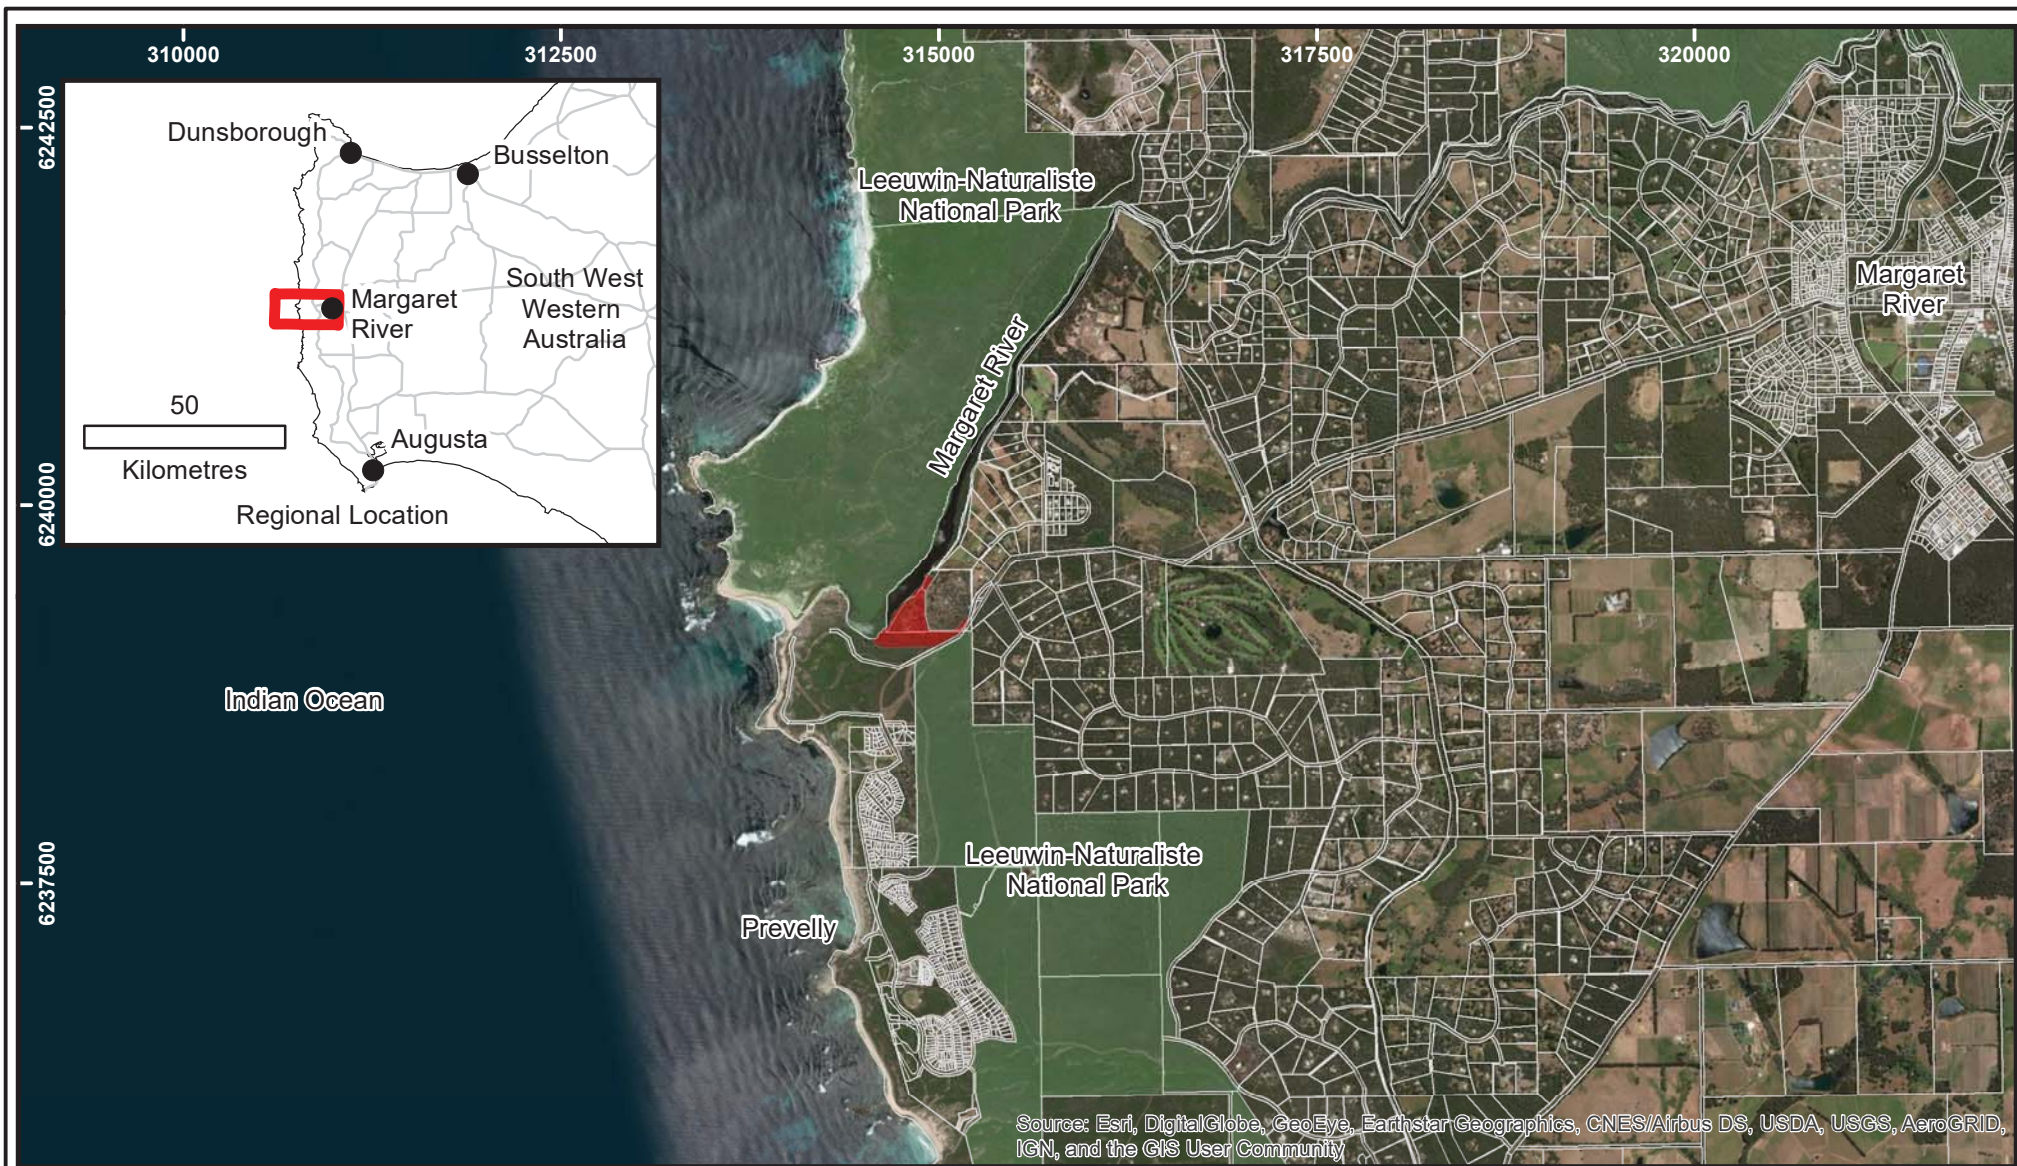 310000
312500
315000
317500
320000
6242500
6240000
6237500
Dunsborough
Busselton
Margaret
River
South West
Western
Australia
50
Kilometres
Augusta
Regional Location
Leeuwin-Naturaliste
National Park
Margaret River
Margaret
River
Indian Ocean
Leeuwin-Naturaliste
National Park
Prevelly
Source: Esri, DigitalGlobe, GeoEye, Earthstar Geographics, CNES/Airbus DS, USDA, USGS, AeroGRID,
IGN, and the GIS User Community